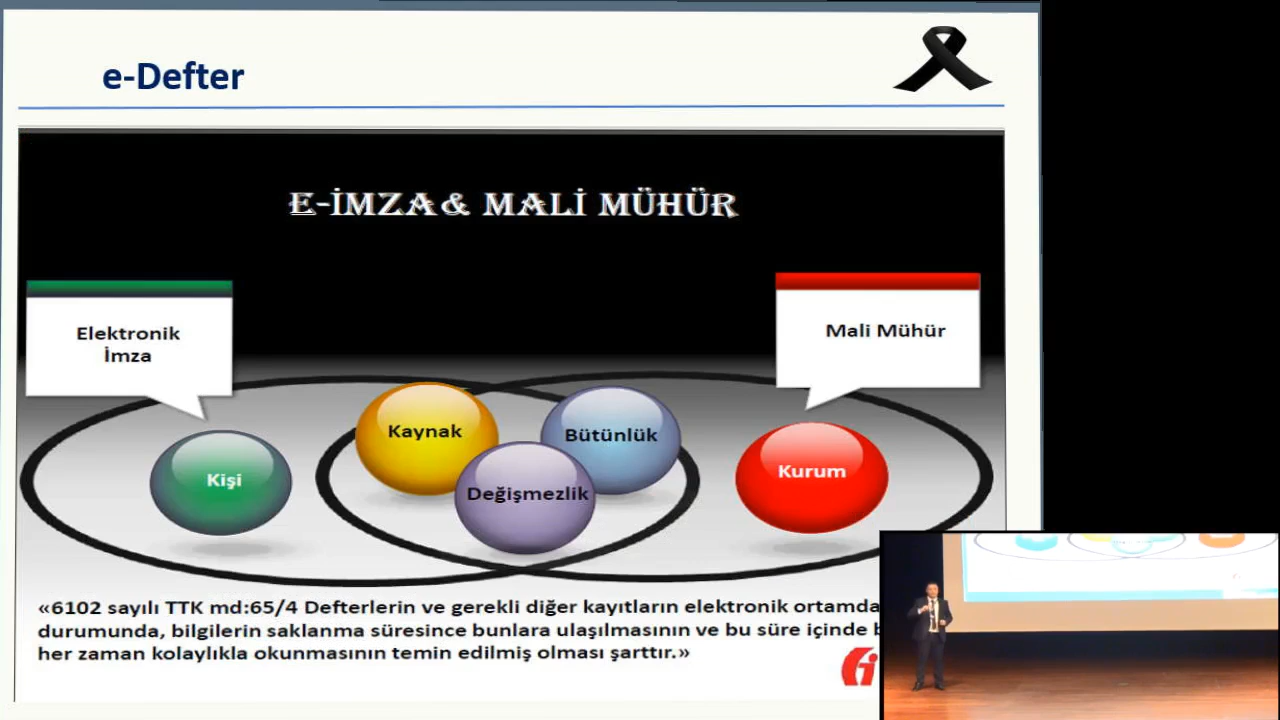 e-Defter
E-İMZA & MALİ MÜHÜR
Elektronik
İmza
Mali Mühür
Kaynak
Bütünlük
Kişi
Değişmezlik
Kurum
«6102 sayılı TTK md:65/4 Defterlerin ve gerekli diğer kayıtların elektronik ortamda
durumunda, bilgilerin saklanma süresince bunlara ulaşılmasının ve bu süre içinde
her zaman kolaylıkla okunmasının temin edilmiş olması şarttır.»